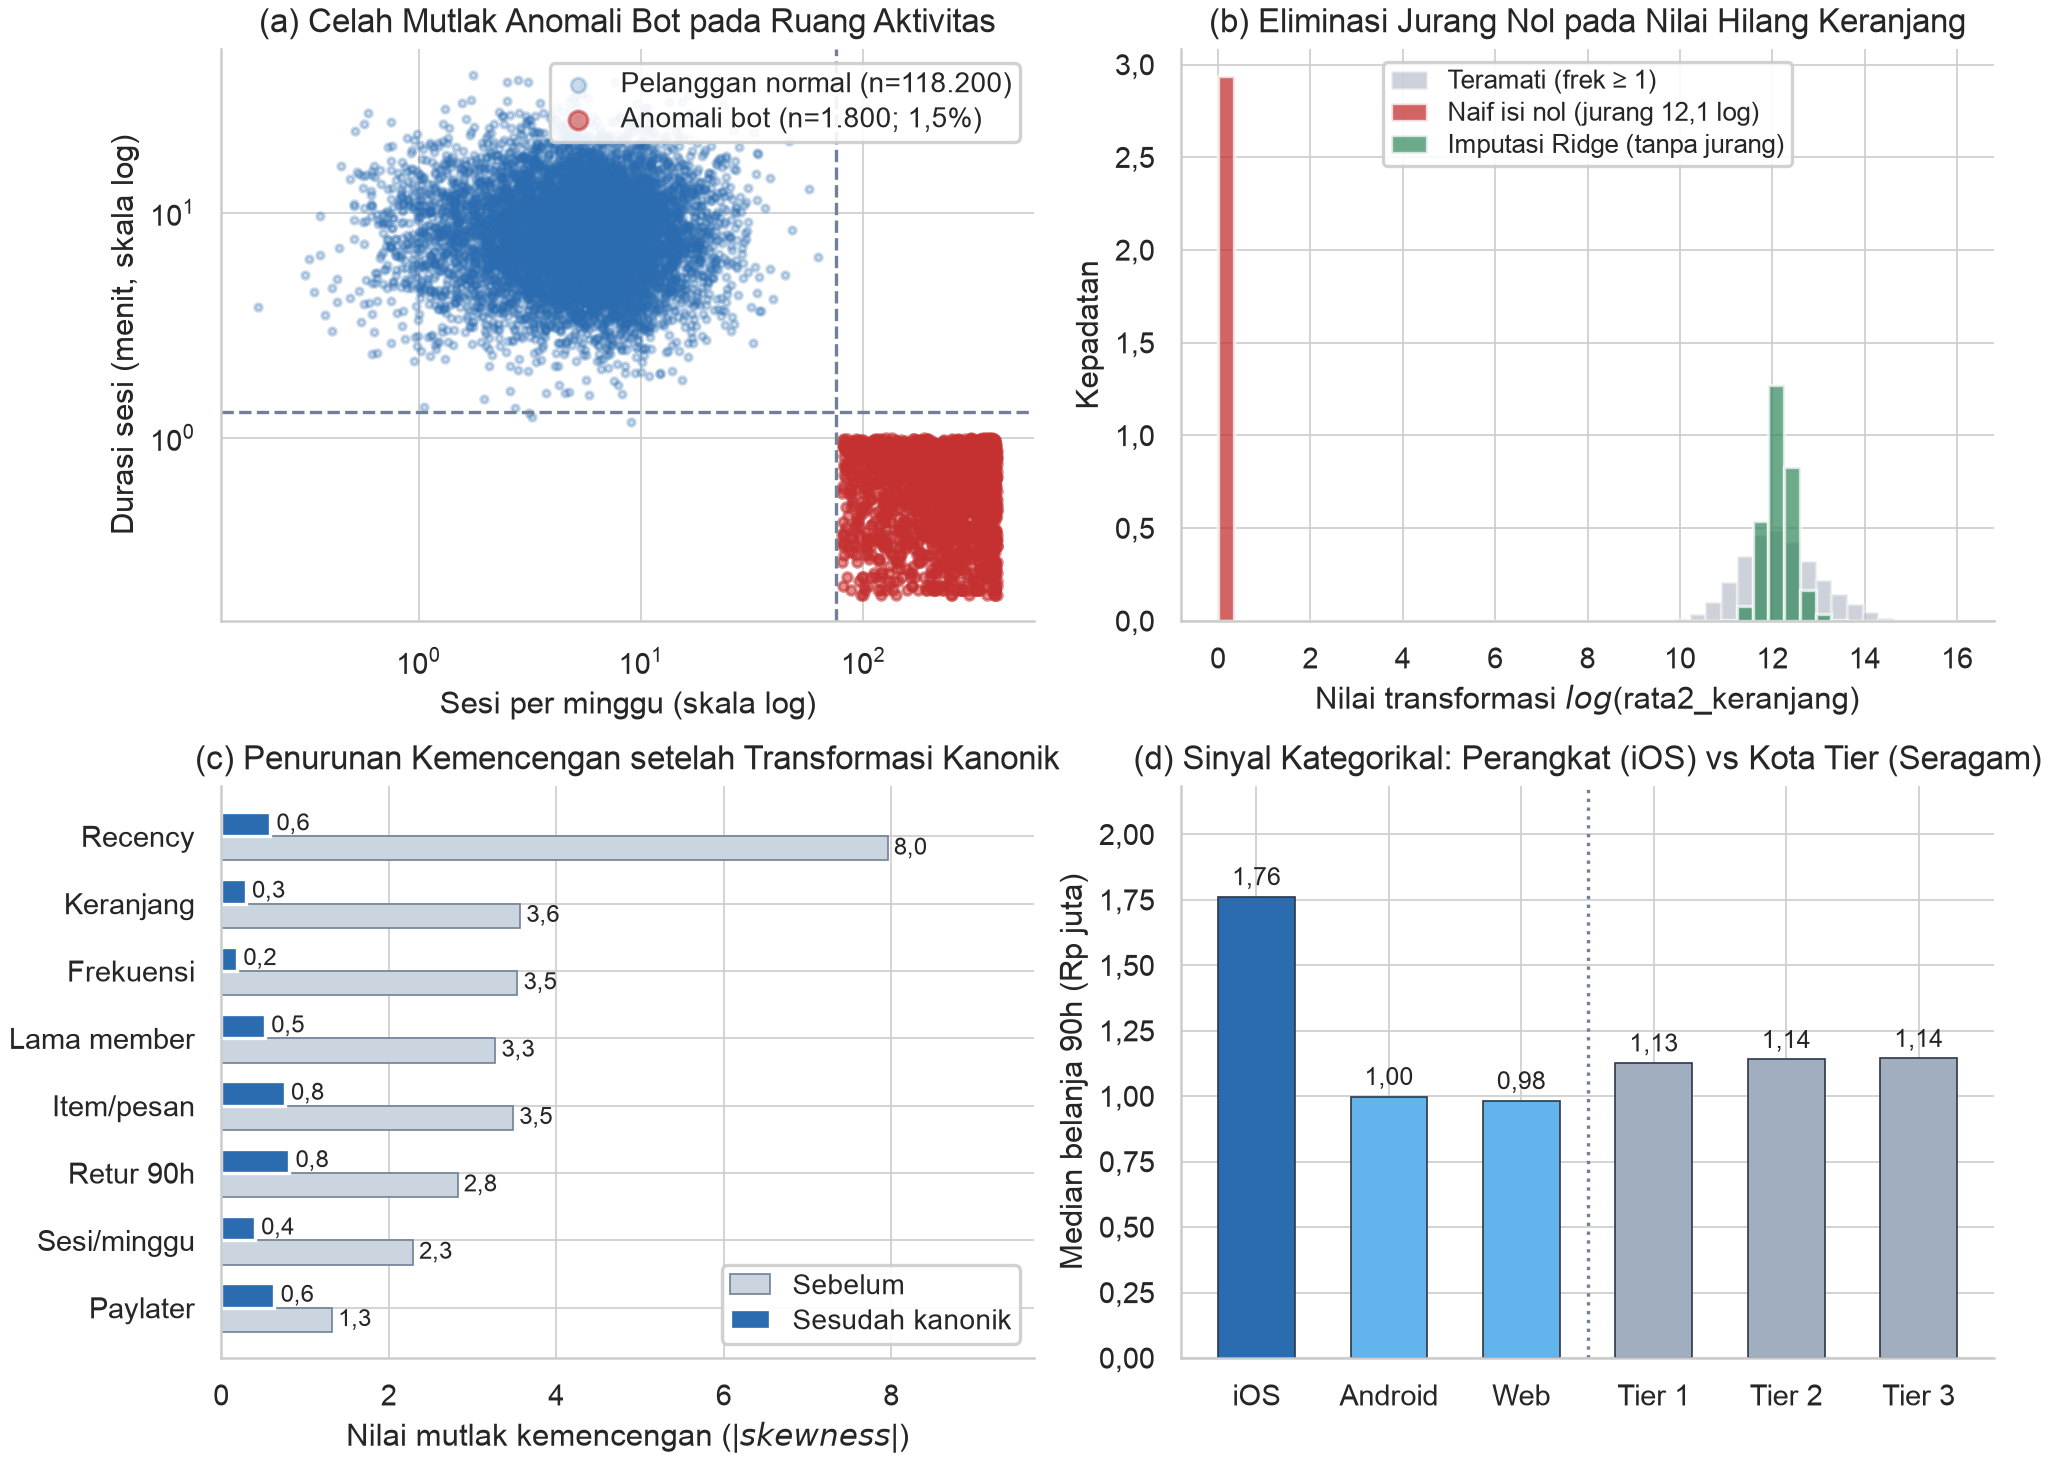 (a) Celah Mutlak Anomali Bot pada Ruang Aktivitas
Pelanggan normal (n=118.200)
Anomali bot (n=1.800; 1,5%)
Durasi sesi (menit, skala log)
10¹
10⁰
10⁰
10¹
10²
Sesi per minggu (skala log)
(b) Eliminasi Jurang Nol pada Nilai Hilang Keranjang
Teramati (frek ≥ 1)
Naif isi nol (jurang 12,1 log)
Imputasi Ridge (tanpa jurang)
Kepadatan
3,0
2,5
2,0
1,5
1,0
0,5
0,0
0
2
4
6
8
10
12
14
16
Nilai transformasi log(rata2_keranjang)
(c) Penurunan Kemencengan setelah Transformasi Kanonik
Recency
0,6
8,0
Keranjang
0,3
3,6
Frekuensi
0,2
3,5
Lama member
0,5
3,3
Item/pesan
0,8
3,5
Retur 90h
0,8
2,8
Sesi/minggu
0,4
2,3
Paylater
0,6
1,3
Sebelum
Sesudah kanonik
0
2
4
6
8
Nilai mutlak kemencengan (|skewness|)
(d) Sinyal Kategorikal: Perangkat (iOS) vs Kota Tier (Seragam)
Median belanja 90h (Rp juta)
2,00
1,75
1,50
1,25
1,00
0,75
0,50
0,25
0,00
1,76
1,00
0,98
1,13
1,14
1,14
iOS
Android
Web
Tier 1
Tier 2
Tier 3